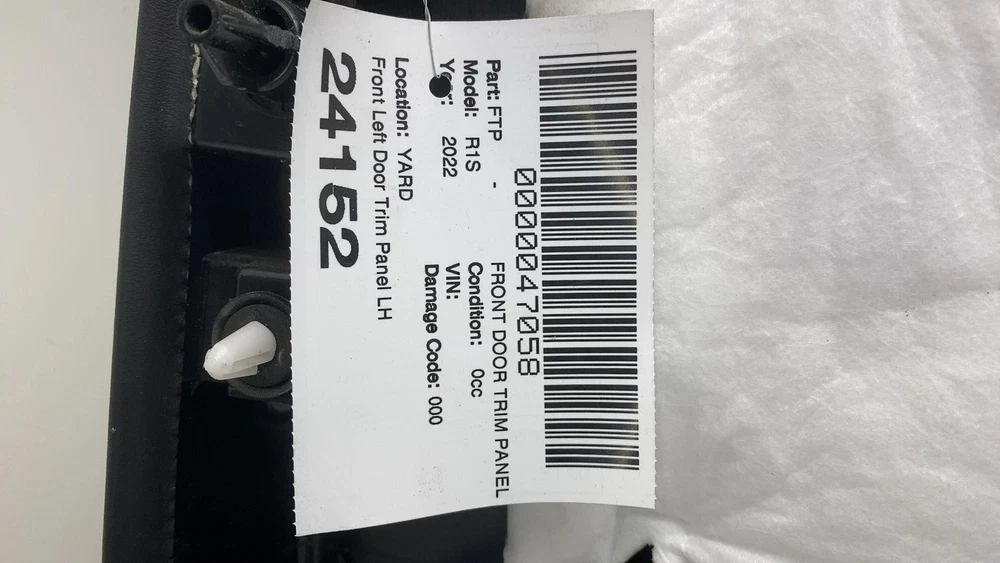 0000047058
Part: FTP - FRONT DOOR TRIM PANEL
Model: R1S Condition: 0cc
Year: 2022 VIN:
Damage Code: 000
Location: YARD
Front Left Door Trim Panel LH
24152